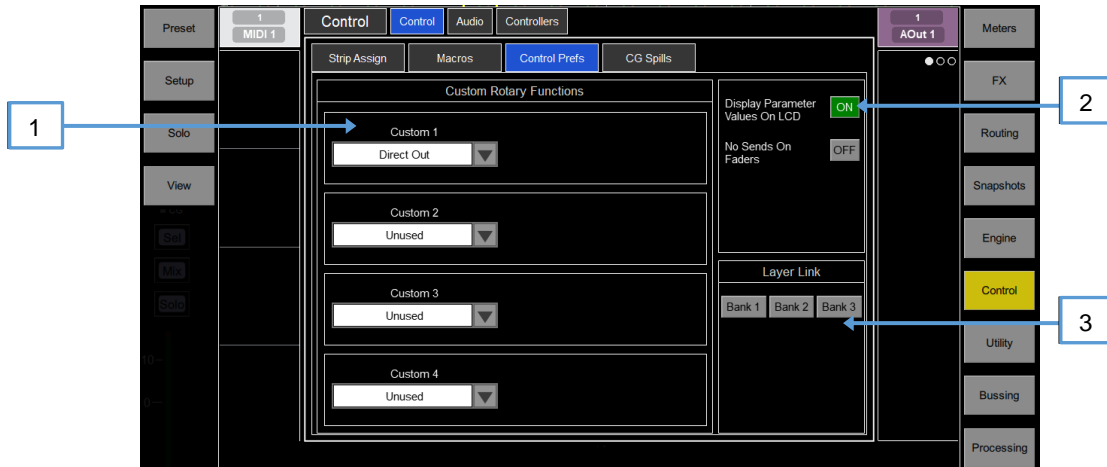 Preset
Setup
Solo
View
Sel
Mix
Solo
10
0
1
MIDI 1
Control
Control
Audio
Controllers
Strip Assign
Macros
Control Prefs
CG Spills
Custom Rotary Functions
Custom 1
Direct Out
Custom 2
Unused
Custom 3
Unused
Custom 4
Unused
Display Parameter
Values On LCD
ON
No Sends On
Faders
OFF
Layer Link
Bank 1
Bank 2
Bank 3
1
AOut 1
Meters
FX
Routing
Snapshots
Engine
Control
Utility
Bussing
Processing
1
2
3